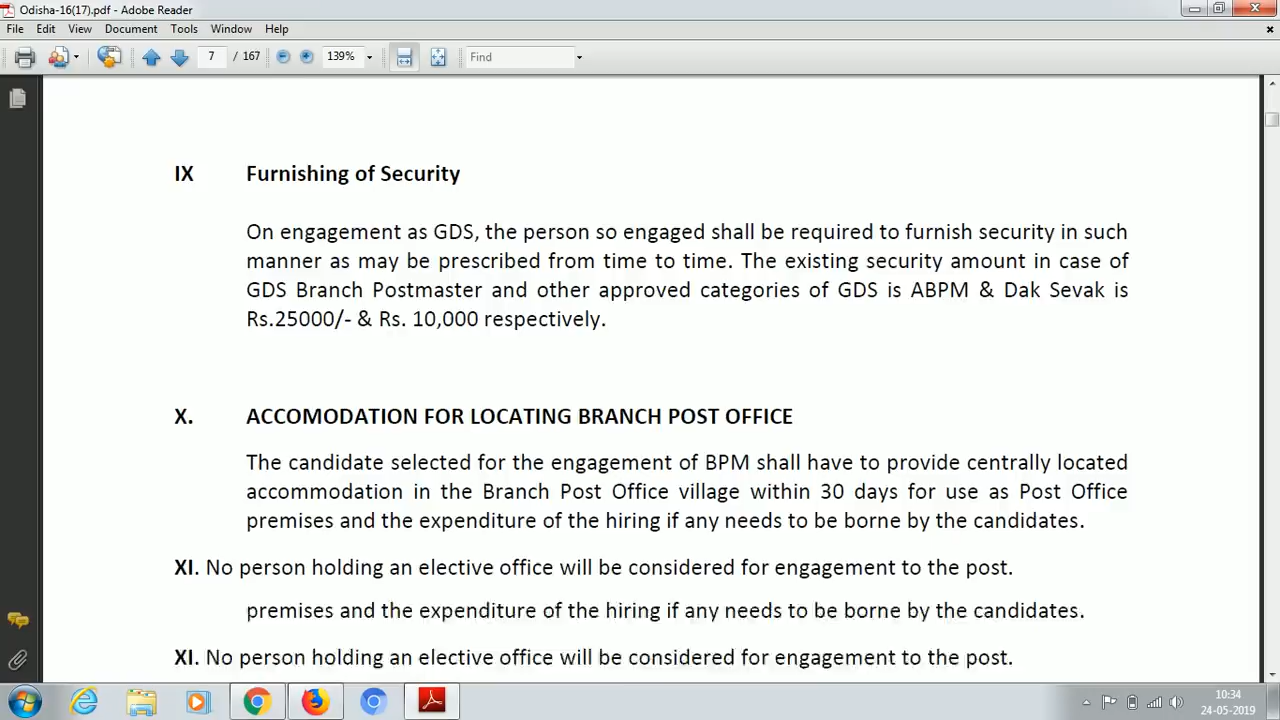 Odisha-16(17).pdf - Adobe Reader
File Edit View Document Tools Window Help
7 / 167 139% Find
IX Furnishing of Security
On engagement as GDS, the person so engaged shall be required to furnish security in such
manner as may be prescribed from time to time. The existing security amount in case of
GDS Branch Postmaster and other approved categories of GDS is ABPM & Dak Sevak is
Rs.25000/- & Rs. 10,000 respectively.
X. ACCOMODATION FOR LOCATING BRANCH POST OFFICE
The candidate selected for the engagement of BPM shall have to provide centrally located
accommodation in the Branch Post Office village within 30 days for use as Post Office
premises and the expenditure of the hiring if any needs to be borne by the candidates.
XI. No person holding an elective office will be considered for engagement to the post.
premises and the expenditure of the hiring if any needs to be borne by the candidates.
XI. No person holding an elective office will be considered for engagement to the post.
10:34
24-05-2019